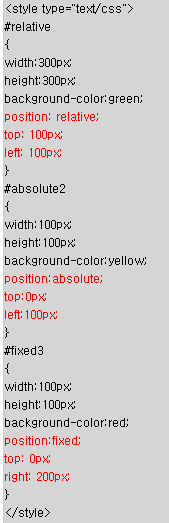 <style type="text/css">
#relative
{
width:300px;
height:300px;
background-color:green;
position: relative;
top: 100px;
left: 100px;
}
#absolute2
{
width:100px;
height:100px;
background-color:yellow;
position:absolute;
top:0px;
left:100px;
}
#fixed3
{
width:100px;
height:100px;
background-color:red;
position:fixed;
top: 0px;
right: 200px;
}
</style>